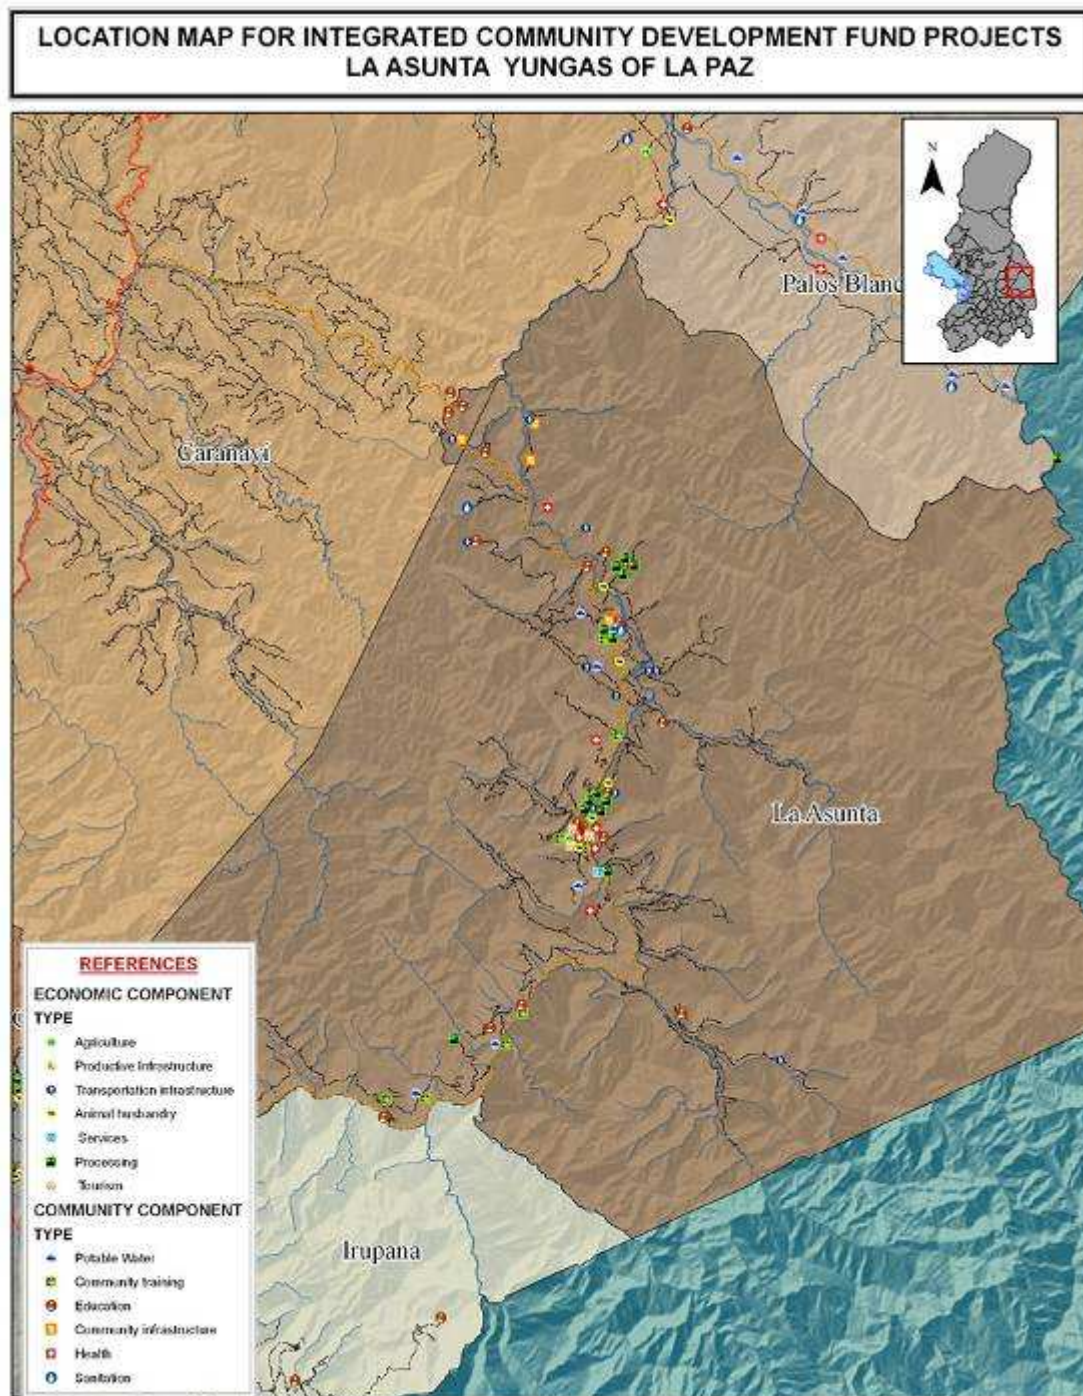 LOCATION MAP FOR INTEGRATED COMMUNITY DEVELOPMENT FUND PROJECTS
LA ASUNTA YUNGAS OF LA PAZ
N
Palos Blanc
Caranavi
La Asunta
Irupana
REFERENCES
ECONOMIC COMPONENT
TYPE
Agriculture
Productive Infrastructure
Transportation infrastructure
Animal husbandry
Services
Processing
Tourism
COMMUNITY COMPONENT
TYPE
Potable Water
Community training
Education
Community infrastructure
Health
Sanitation